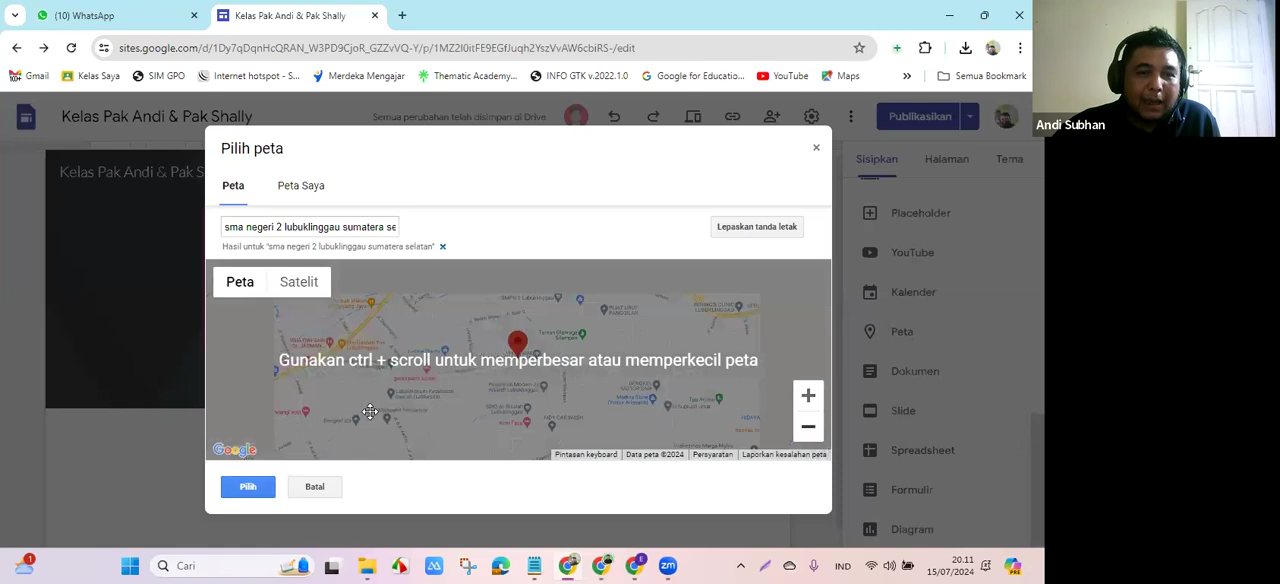 (10) WhatsApp
Kelas Pak Andi & Pak Shally
sites.google.com/d/1Dy7qDqnHcQRAN_W3PD9CjoR_GZZvVQ-Y/p/1MZ2I0itFE9EGfJuqh2YszVvAW6cbiRS-/edit
Gmail
Kelas Saya
SIM GPO
Internet hotspot - S...
Merdeka Mengajar
Thematic Academy...
INFO GTK v.2022.1.0
Google for Educatio...
YouTube
Maps
Semua Bookmark
Andi Subhan
Kelas Pak Andi & Pak Shally
Semua perubahan telah disimpan di Drive
Publikasikan
Kelas Pak Andi & Pak S
Pilih peta
Peta
Peta Saya
sma negeri 2 lubuklinggau sumatera se
Lepaskan tanda letak
Hasil untuk "sma negeri 2 lubuklinggau sumatera selatan"
Peta
Satelit
Gunakan ctrl + scroll untuk memperbesar atau memperkecil peta
Google
Pintasan keyboard
Data peta ©2024
Persyaratan
Laporkan kesalahan peta
Pilih
Batal
Sisipkan
Halaman
Tema
Placeholder
YouTube
Kalender
Peta
Dokumen
Slide
Spreadsheet
Formulir
Diagram
1
Cari
zm
IND
20.11
15/07/2024